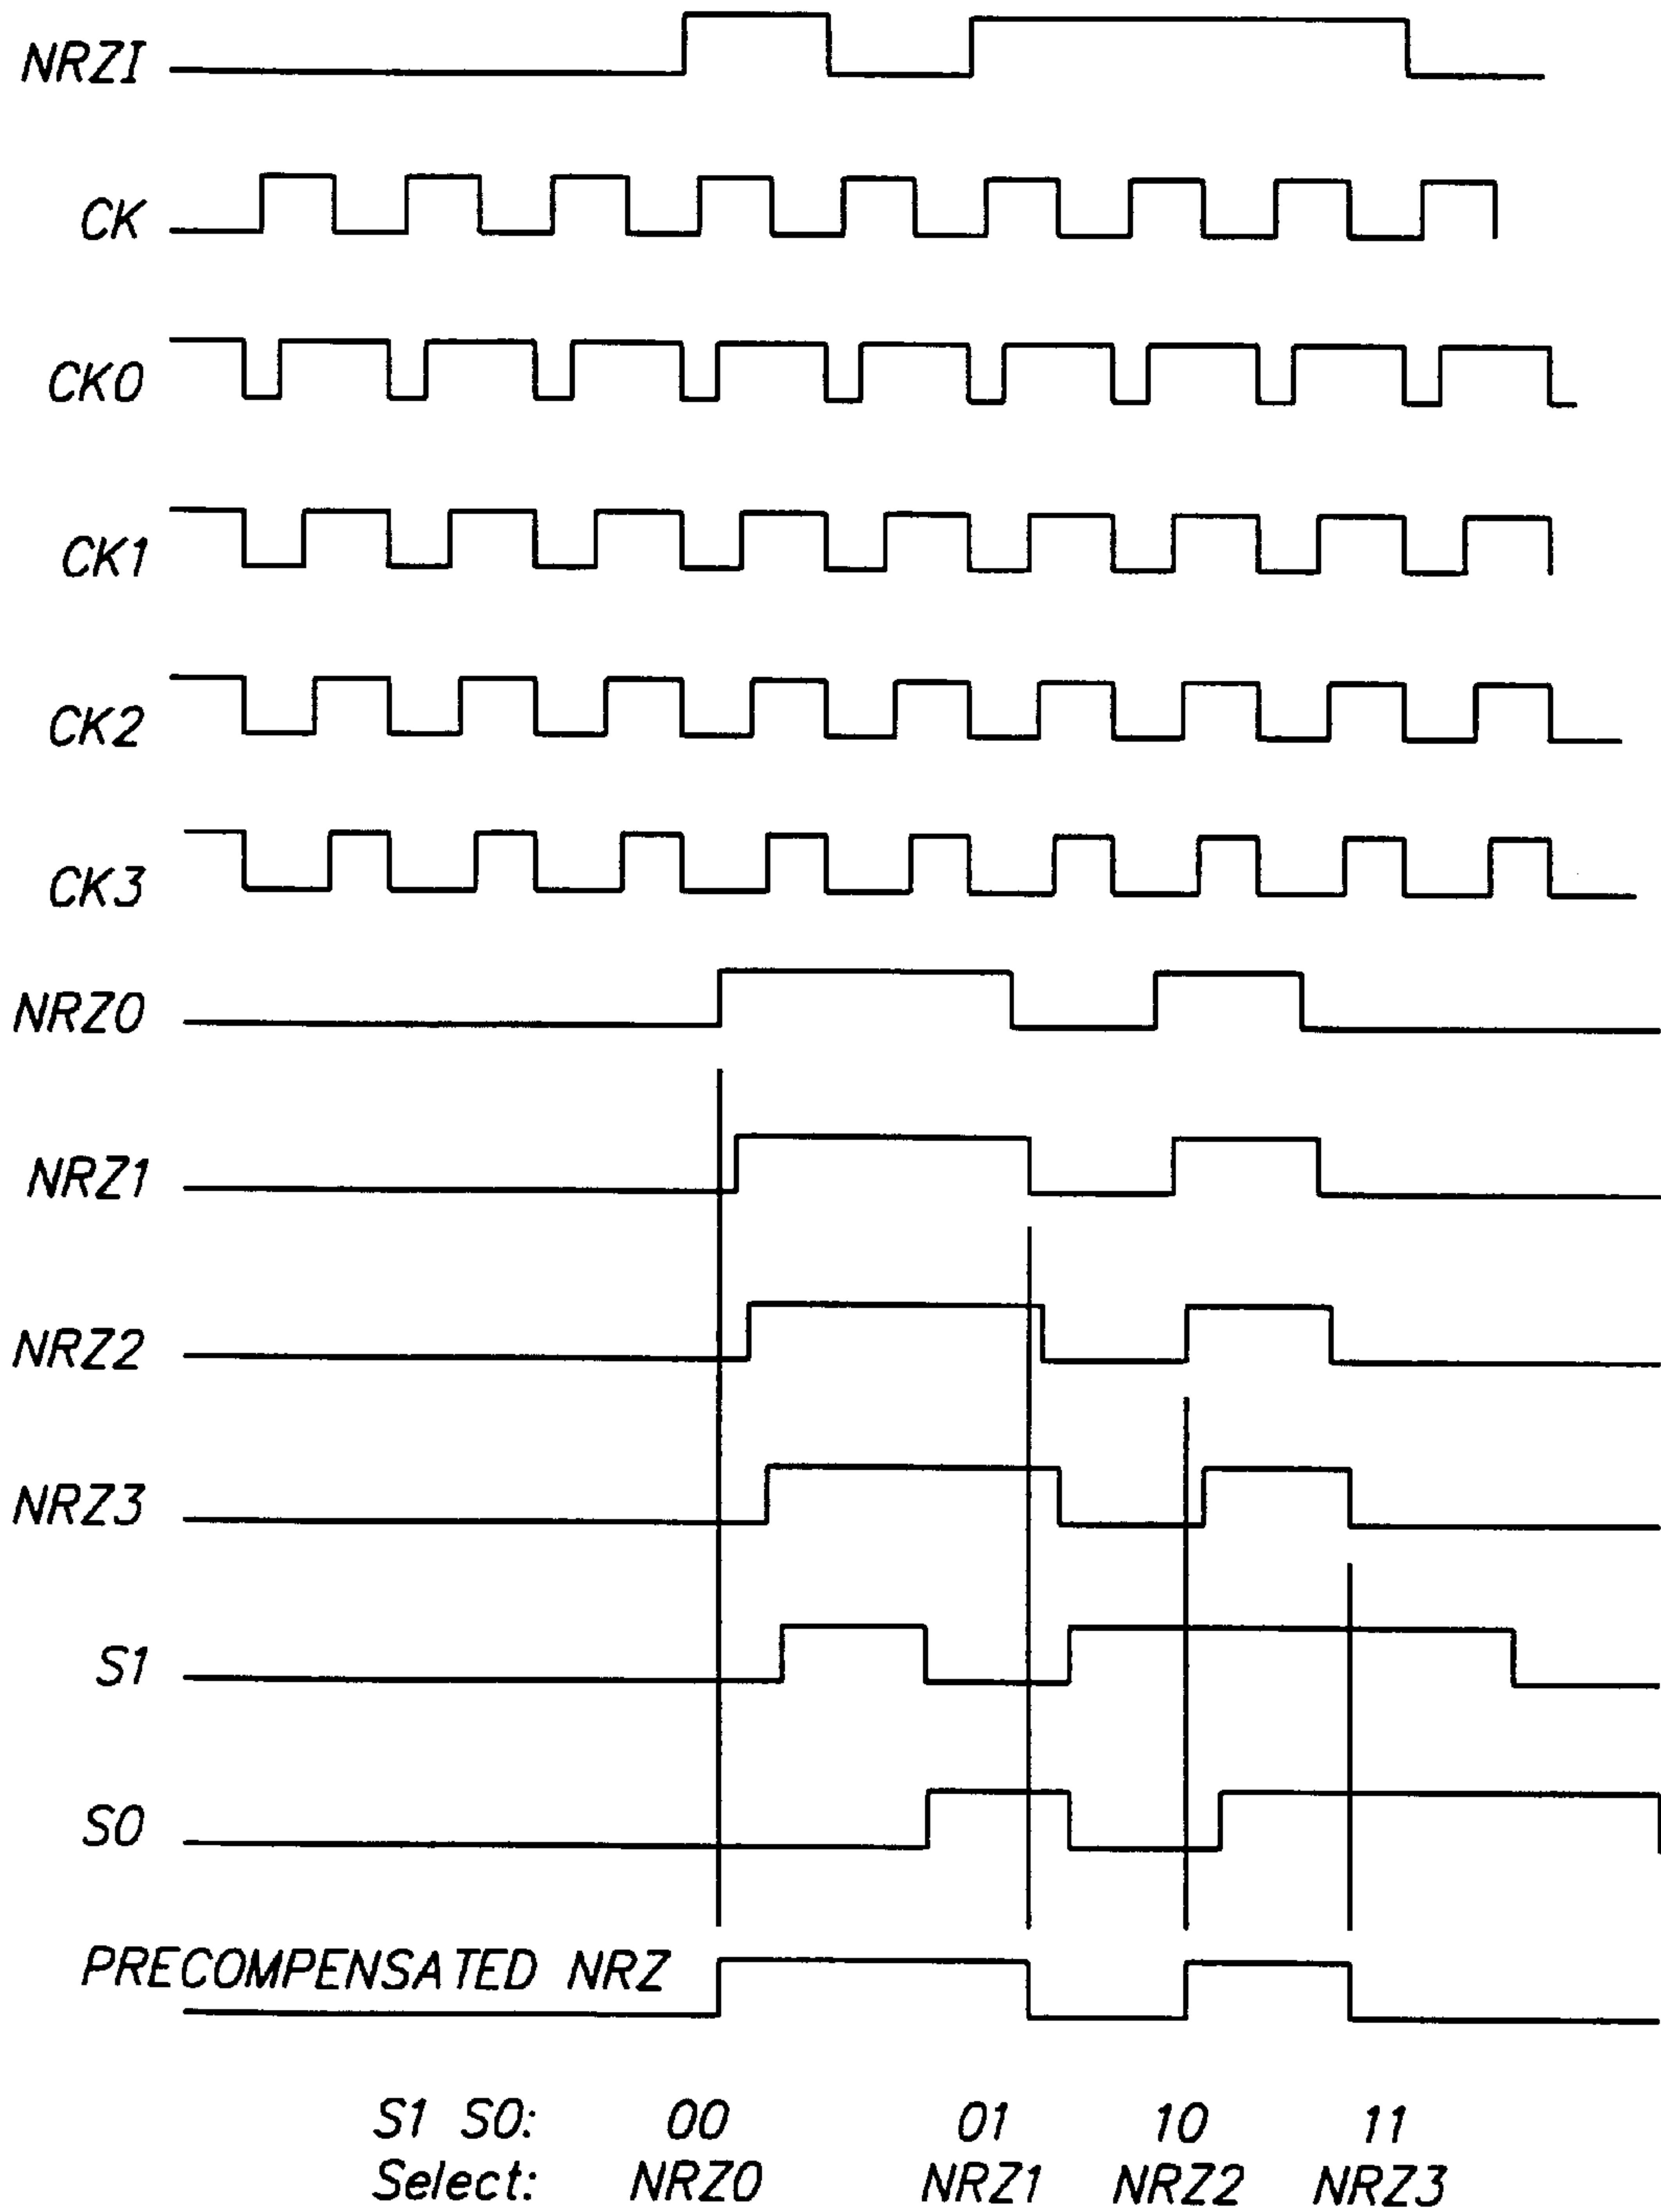 NRZI
CK
CK0
CK1
CK2
CK3
NRZ0
NRZ1
NRZ2
NRZ3
S1
S0
PRECOMPENSATED NRZ
S1 S0: 00 01 10 11
Select: NRZ0 NRZ1 NRZ2 NRZ3